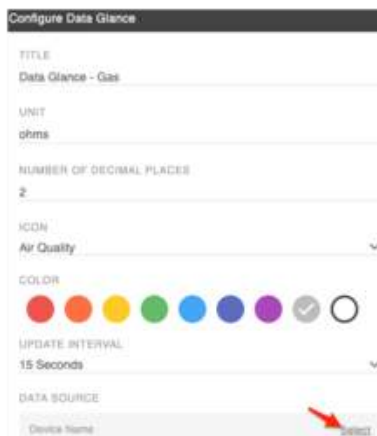 Configure Data Glance
TITLE
Data Glance - Gas
UNIT
ohms
NUMBER OF DECIMAL PLACES
2
ICON
Air Quality
COLOR
UPDATE INTERVAL
15 Seconds
DATA SOURCE
Device Name Select